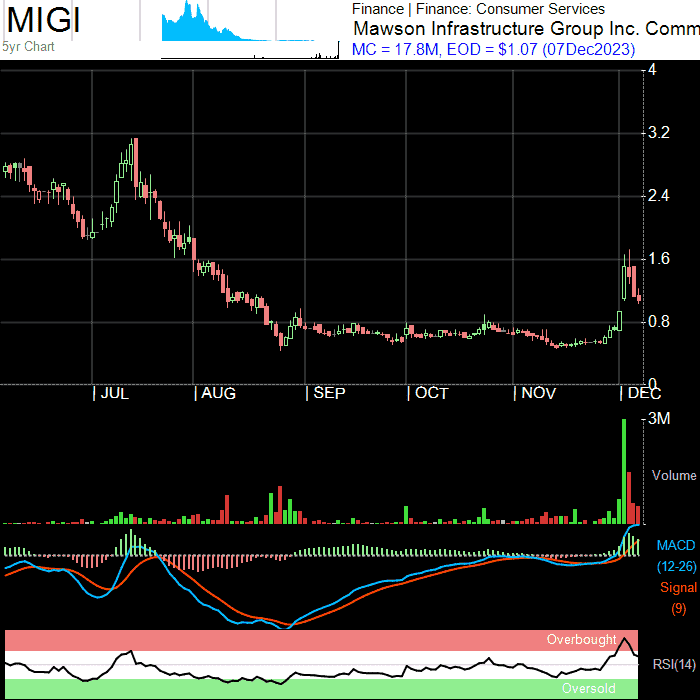 MIGI
5yr Chart
Finance | Finance: Consumer Services
Mawson Infrastructure Group Inc. Comm
MC = 17.8M, EOD = $1.07 (07Dec2023)
4
3.2
2.4
1.6
0.8
0
| JUL | AUG | SEP | OCT | NOV | DEC
3M
Volume
MACD
(12-26)
Signal
(9)
Overbought
RSI(14)
Oversold